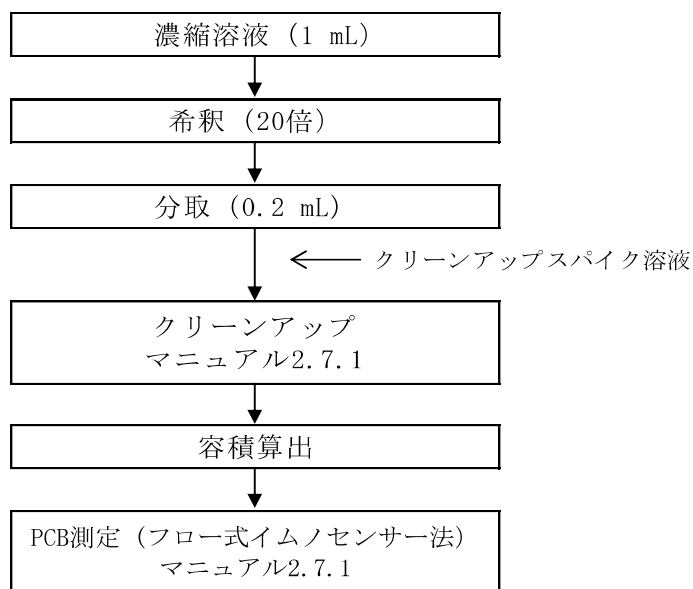 濃縮溶液（1 mL）
希釈（20倍）
分取（0.2 mL）
クリーンアップスパイク溶液
クリーンアップ
マニュアル2.7.1
容積算出
PCB測定（フロー式イムノセンサー法）
マニュアル2.7.1